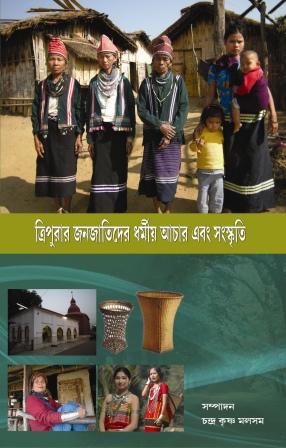 ত্রিপুরার জনজাতিদের ধর্মীয় আচার এবং সংস্কৃতি
সম্পাদনা
চন্দ্র কৃষ্ণ মলসম